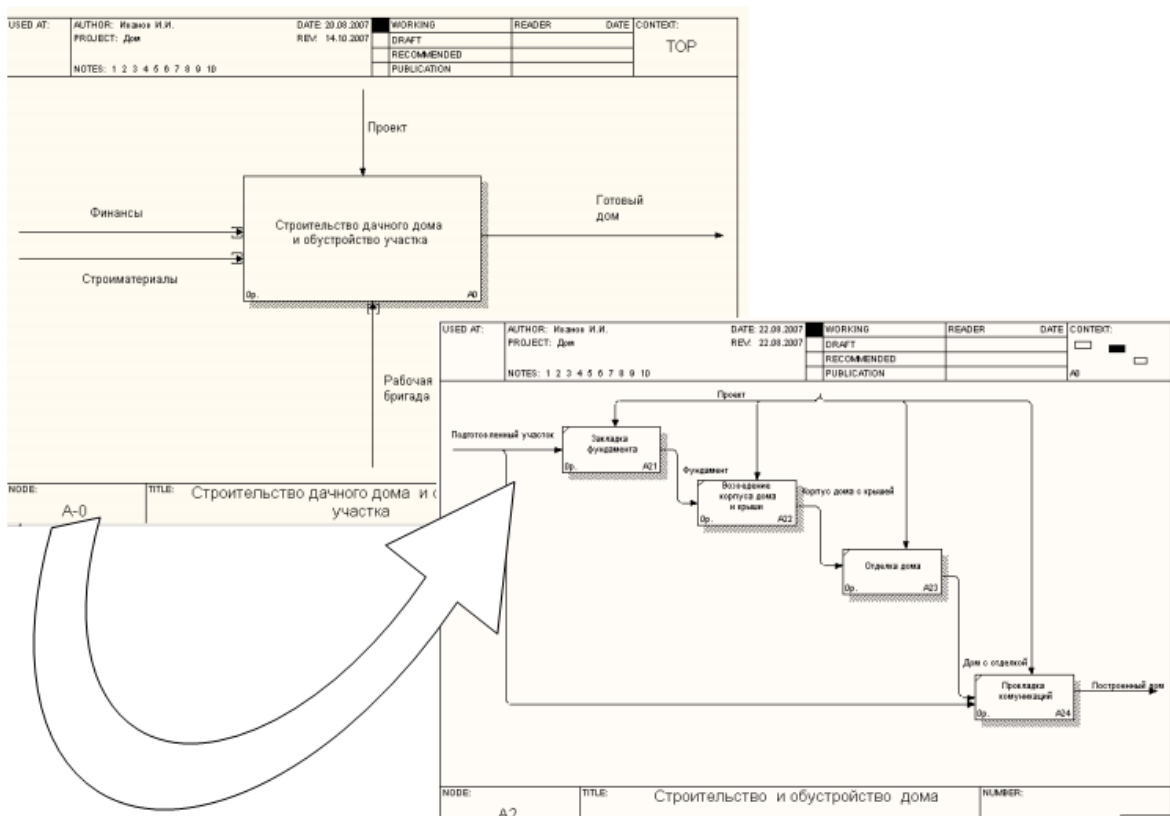 USED AT:
AUTHOR: Иванов И.И.
DATE: 20.08.2007
WORKING
READER
DATE
CONTEXT:
PROJECT: Дом
REV: 14.10.2007
DRAFT
TOP
RECOMMENDED
NOTES: 1 2 3 4 5 6 7 8 9 10
PUBLICATION
Проект
Финансы
Готовый
дом
Строительство дачного дома
и обустройство участка
Стройматериалы
0р.
A0
Рабочая
бригада
NODE:
TITLE:
Строительство дачного дома и о
участка
A-0
USED AT:
AUTHOR: Иванов И.И.
DATE: 22.08.2007
WORKING
READER
DATE
CONTEXT:
PROJECT: Дом
REV: 22.08.2007
DRAFT
RECOMMENDED
NOTES: 1 2 3 4 5 6 7 8 9 10
PUBLICATION
A0
Проект
Подготовленный участок
Закладка
фундамента
0р.
A21
Фундамент
Возведение
корпуса дома
и крыши
0р.
A22
Корпус дома с крышей
Отделка дома
0р.
A23
Дом с отделкой
Прокладка
комуникаций
0р.
A24
Построенный дом
NODE:
TITLE:
Строительство и обустройство дома
NUMBER:
A2